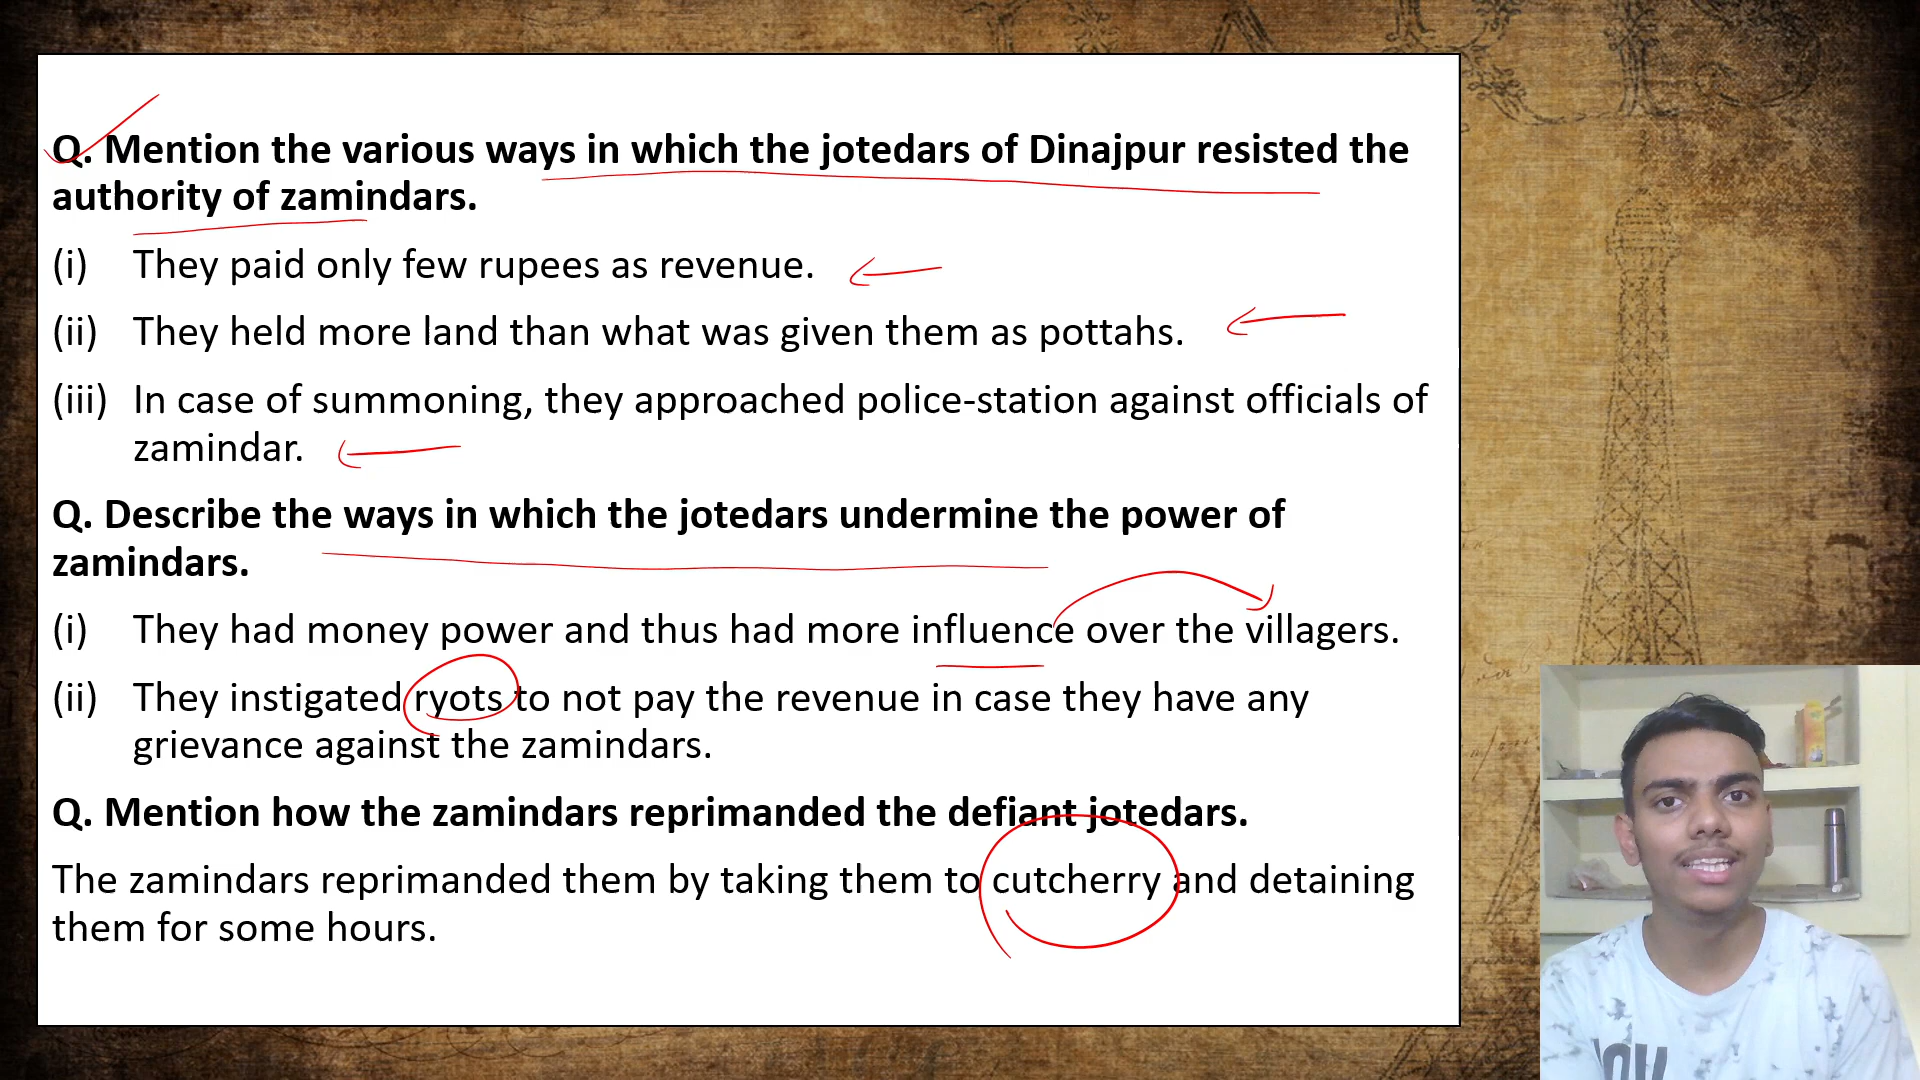 Q. Mention the various ways in which the jotedars of Dinajpur resisted the
authority of zamindars.
(i) They paid only few rupees as revenue.
(ii) They held more land than what was given them as pottahs.
(iii) In case of summoning, they approached police-station against officials of
zamindar.
Q. Describe the ways in which the jotedars undermine the power of
zamindars.
(i) They had money power and thus had more influence over the villagers.
(ii) They instigated ryots to not pay the revenue in case they have any
grievance against the zamindars.
Q. Mention how the zamindars reprimanded the defiant jotedars.
The zamindars reprimanded them by taking them to cutcherry and detaining
them for some hours.